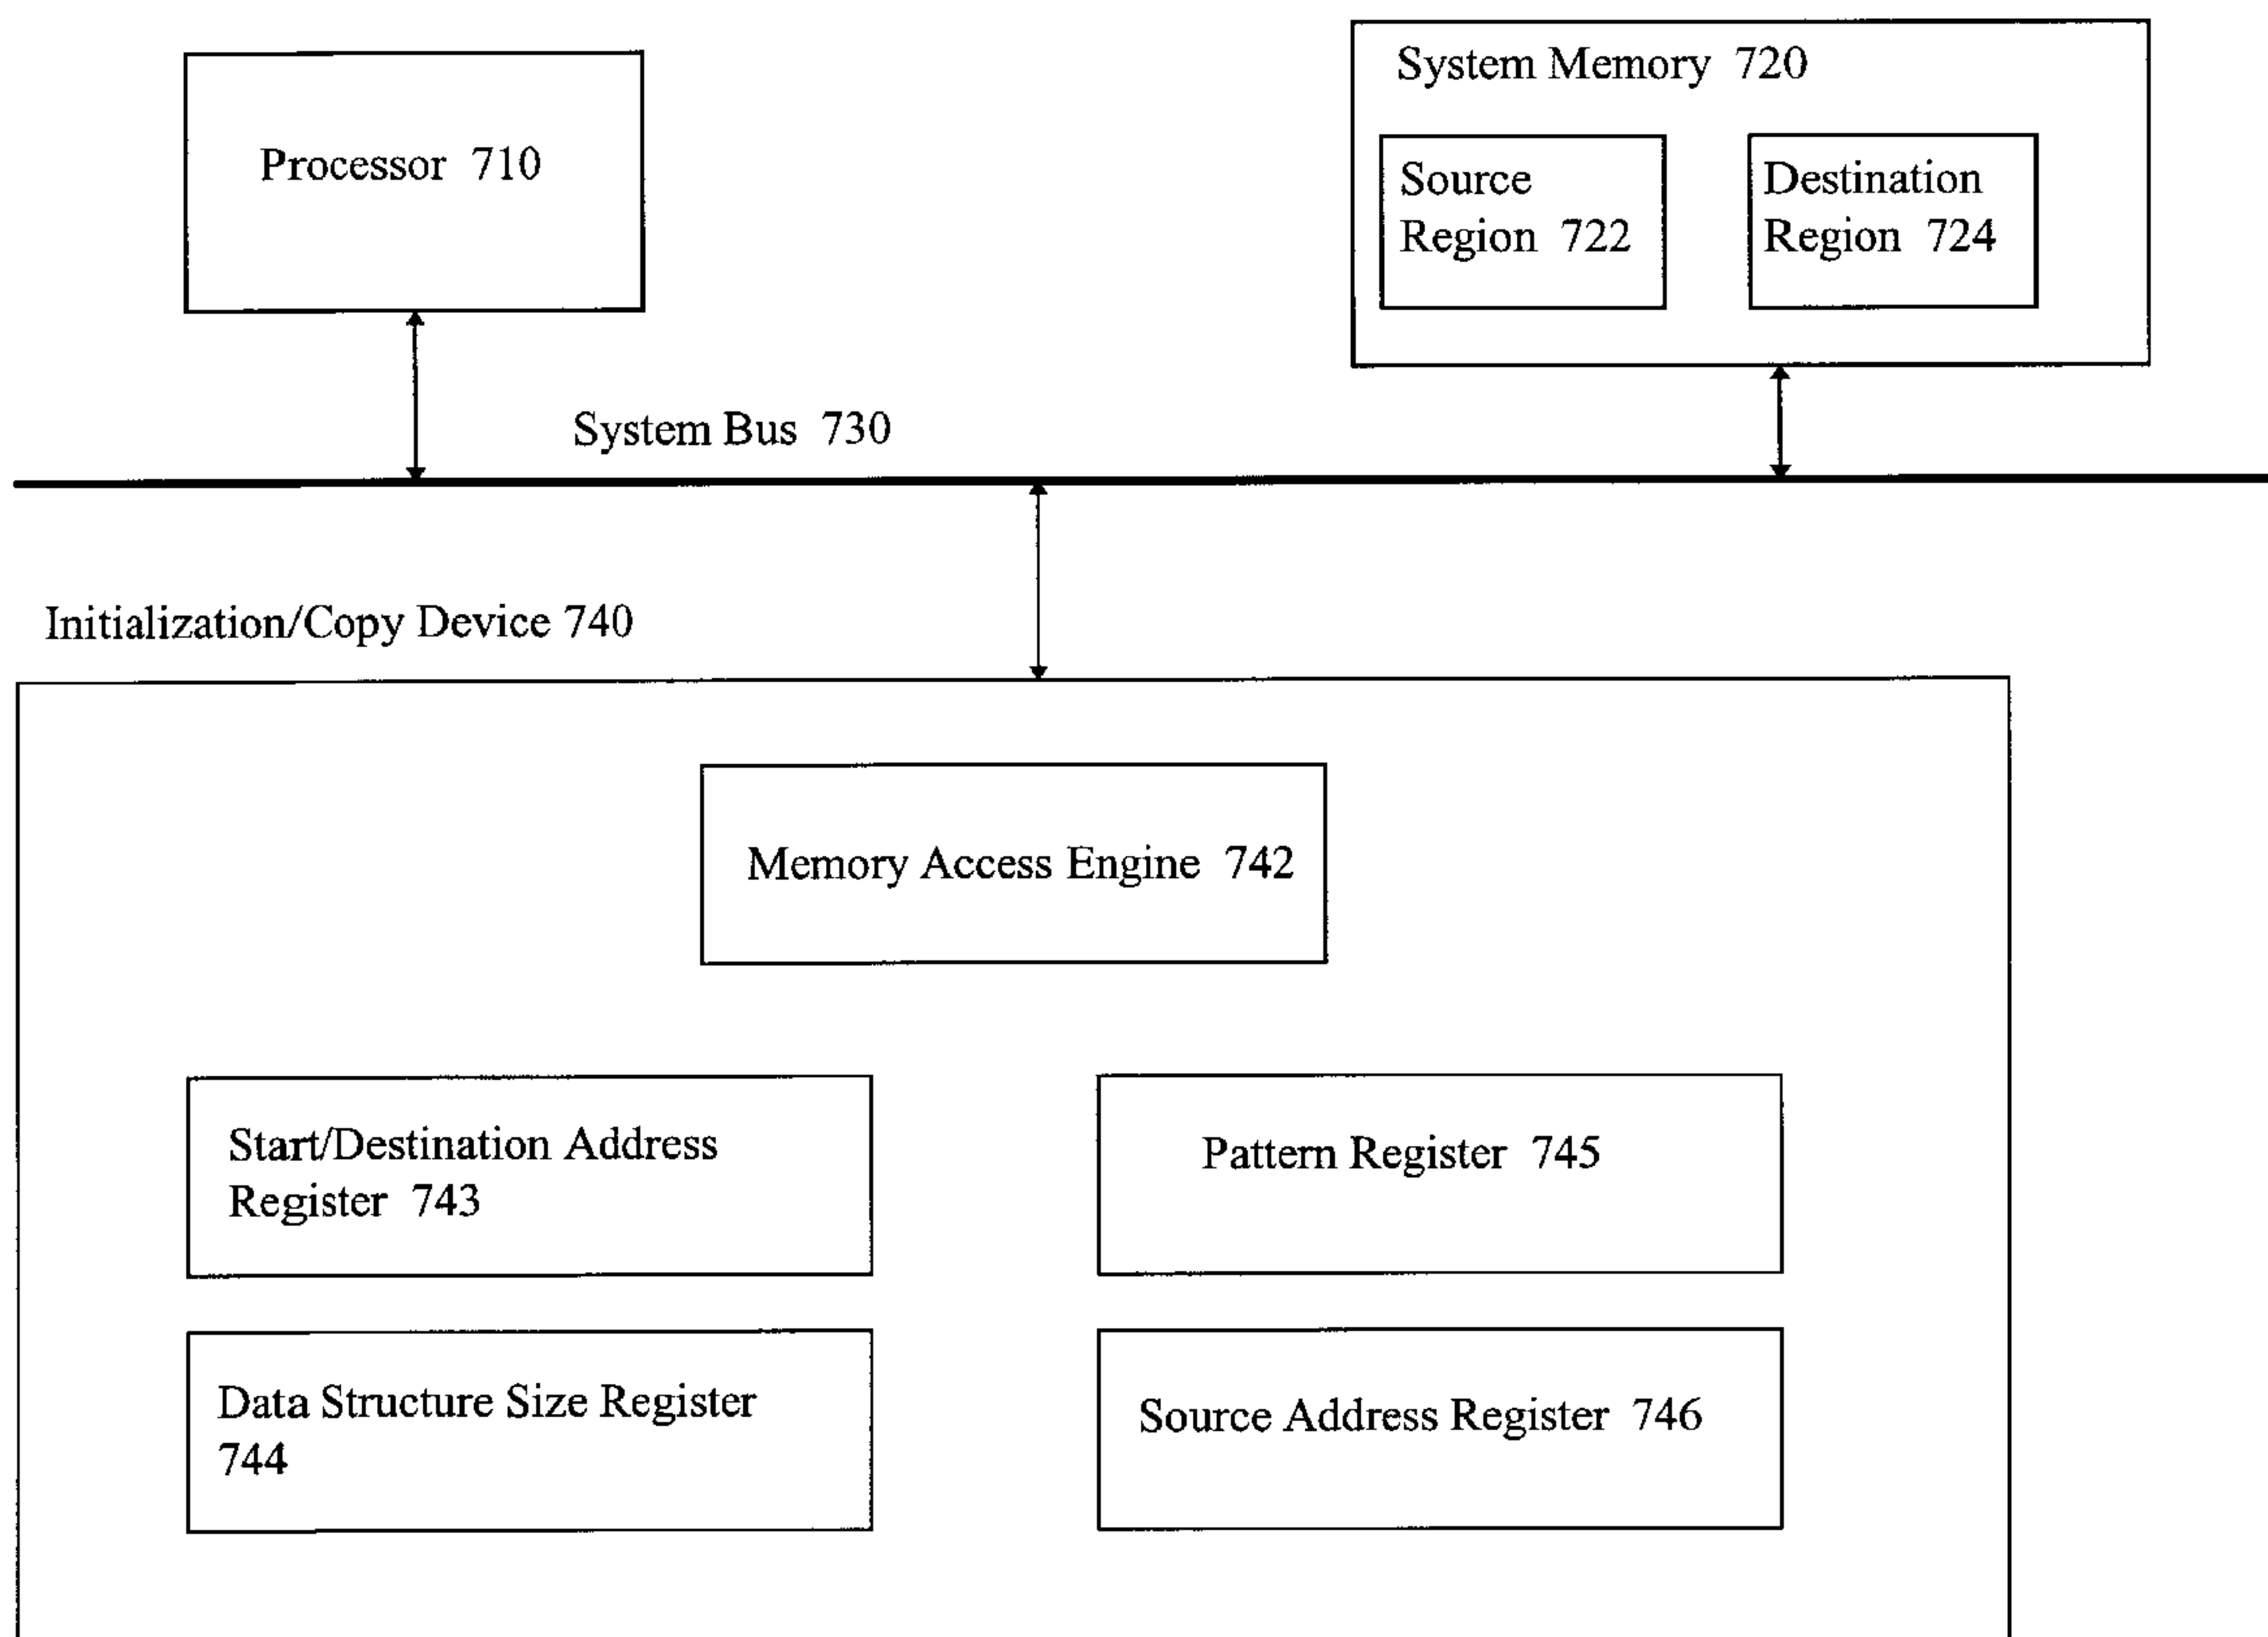 Processor 710
System Memory 720
Source
Region 722
Destination
Region 724
System Bus 730
Initialization/Copy Device 740
Memory Access Engine 742
Start/Destination Address
Register 743
Pattern Register 745
Data Structure Size Register
744
Source Address Register 746